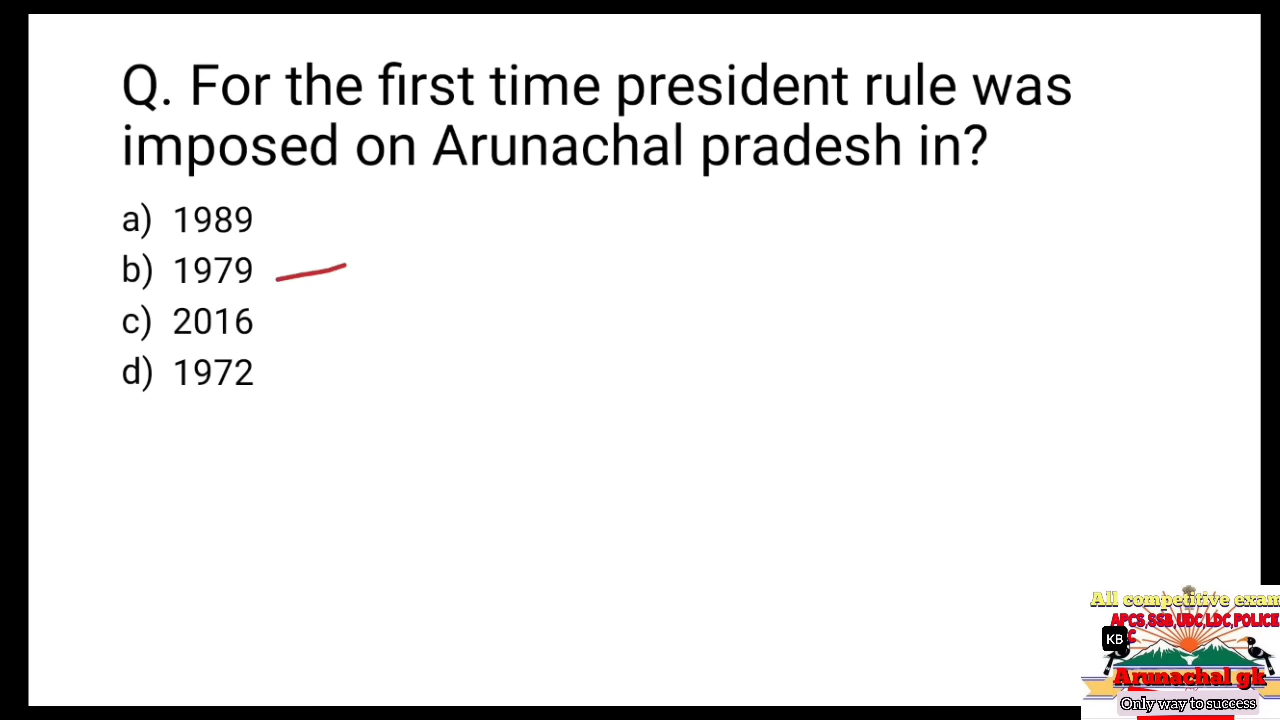 Q. For the first time president rule was
imposed on Arunachal pradesh in?
a) 1989
b) 1979
c) 2016
d) 1972
All competitive exam
APCS,SSB,UDC,LDC,POLICE
KB
C
Arunachal gk
Only way to success